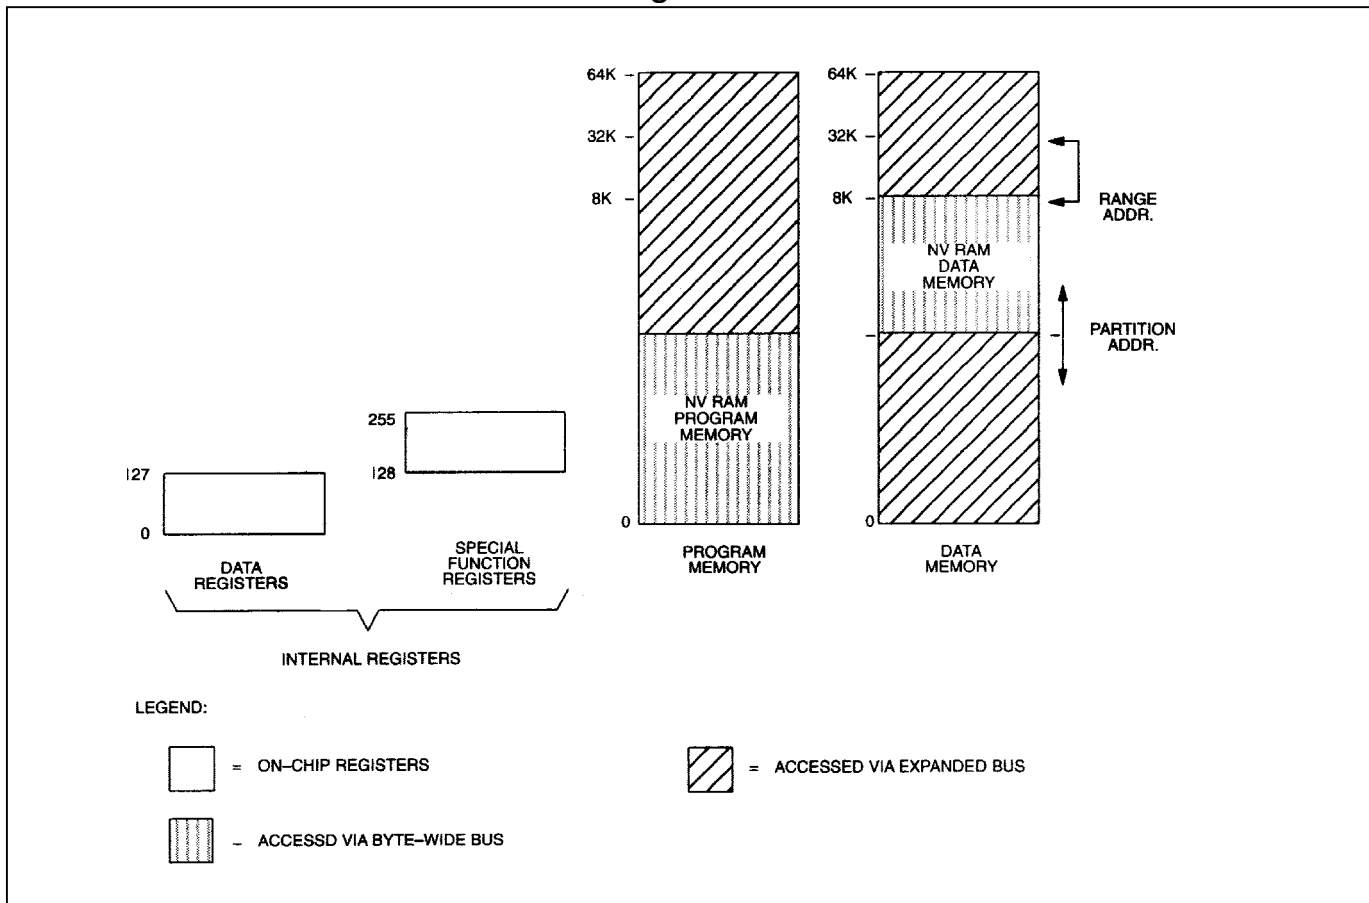 64K
32K
8K
0
NV RAM
PROGRAM
MEMORY
PROGRAM
MEMORY
64K
32K
8K
0
NV RAM
DATA
MEMORY
DATA
MEMORY
RANGE
ADDR.
PARTITION
ADDR.
127
0
DATA
REGISTERS
255
128
SPECIAL
FUNCTION
REGISTERS
INTERNAL REGISTERS
LEGEND:
= ON–CHIP REGISTERS
= ACCESSED VIA EXPANDED BUS
– ACCESSD VIA BYTE–WIDE BUS